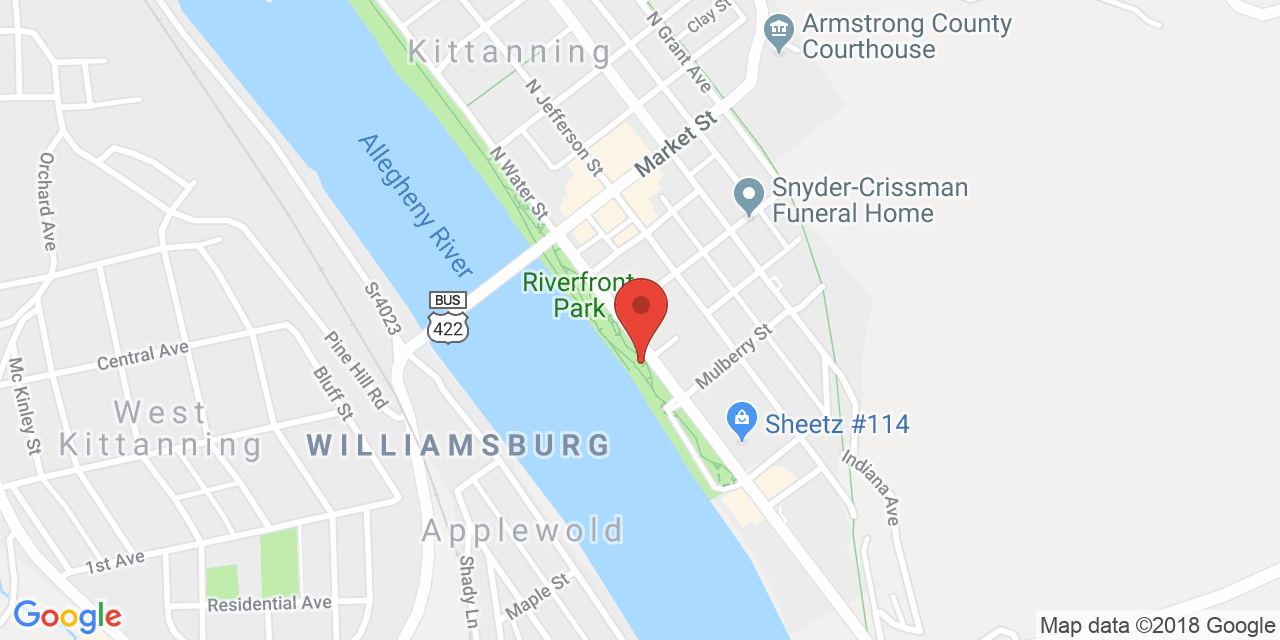 Clay St
N Grant Ave
Armstrong County
Courthouse
Kittanning
N Jefferson St
Market St
Allegheny River
N Water St
Orchard Ave
Snyder-Crissman
Funeral Home
Riverfront
Park
BUS
422
Sr4023
Central Ave
Pine Hill Rd
Bluff St
Mc Kinley St
Mulberry St
West
Kittanning
WILLIAMSBURG
Sheetz #114
Indiana Ave
Applewold
1st Ave
Shady Ln
Maple St
Residential Ave
Google
Map data ©2018 Google